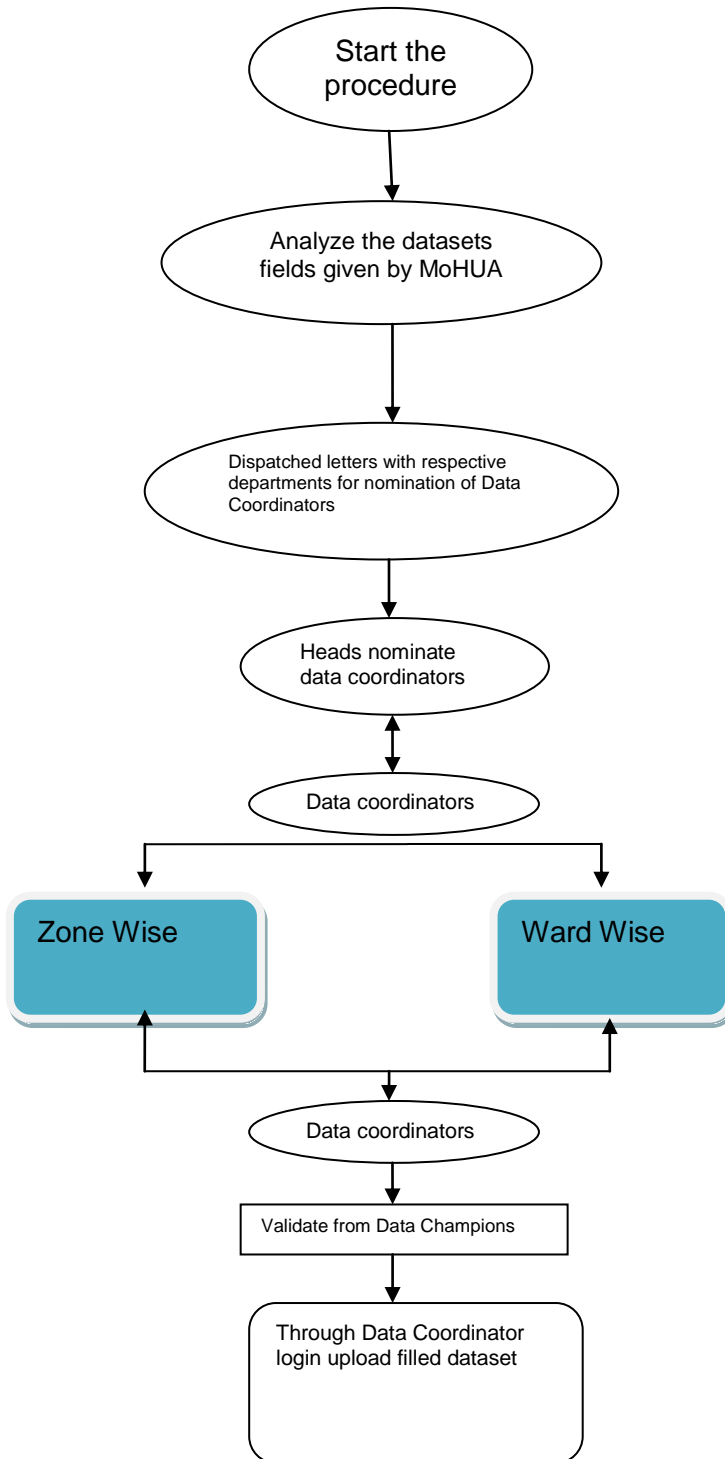 Start the
procedure
Analyze the datasets
fields given by MoHUA
Dispatched letters with respective
departments for nomination of Data
Coordinators
Heads nominate
data coordinators
Data coordinators
Zone Wise
Ward Wise
Data coordinators
Validate from Data Champions
Through Data Coordinator
login upload filled dataset